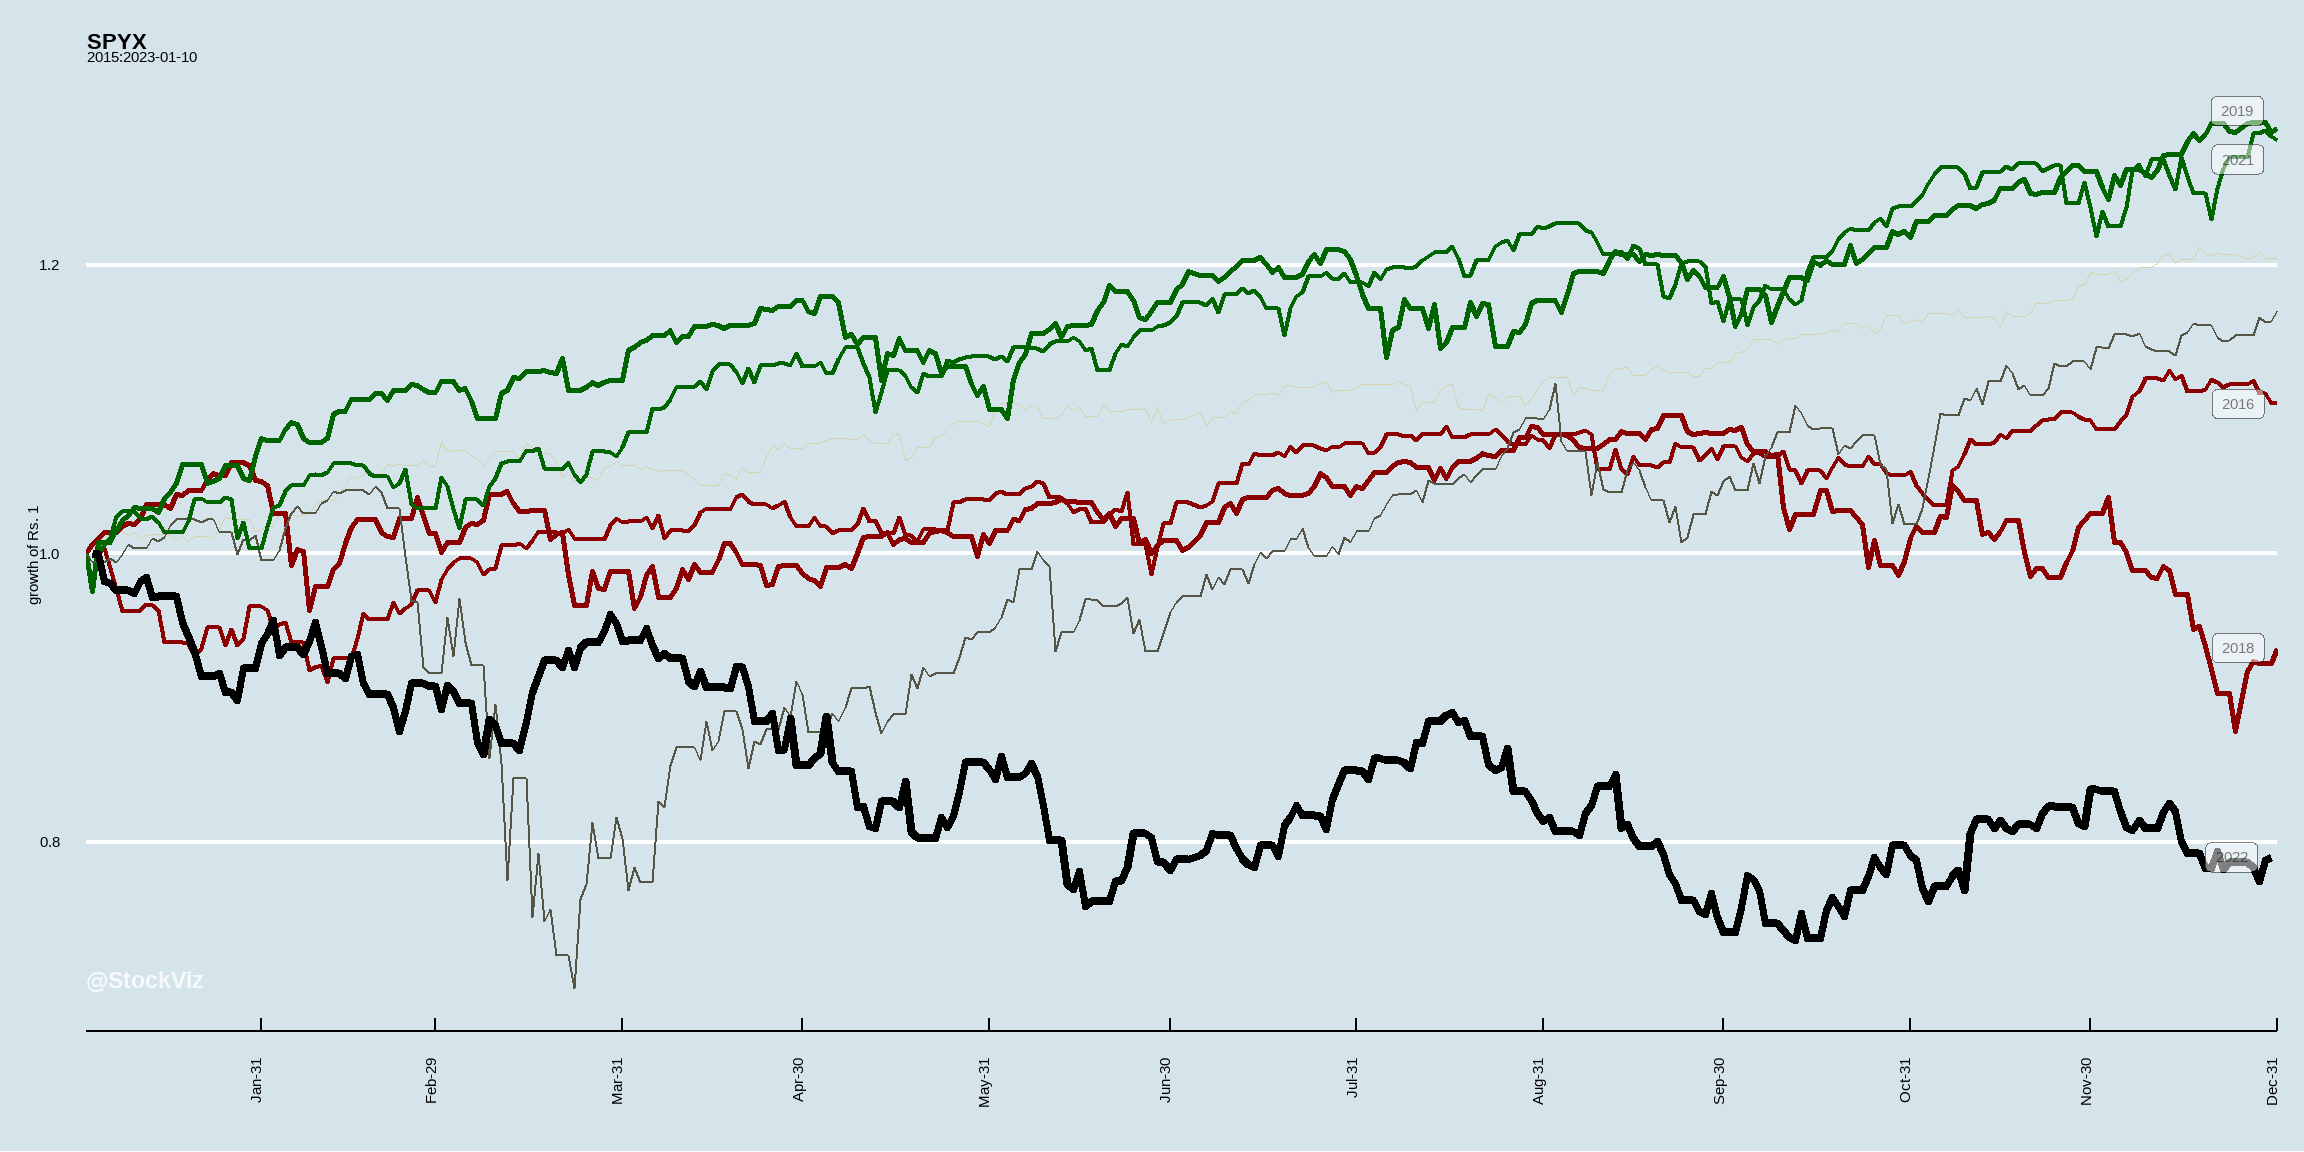 SPYX
2015:2023-01-10
2019
2021
1.2
2016
growth of Rs. 1
1.0
2018
0.8
2022
@StockViz
Jan-31
Feb-29
Mar-31
Apr-30
May-31
Jun-30
Jul-31
Aug-31
Sep-30
Oct-31
Nov-30
Dec-31